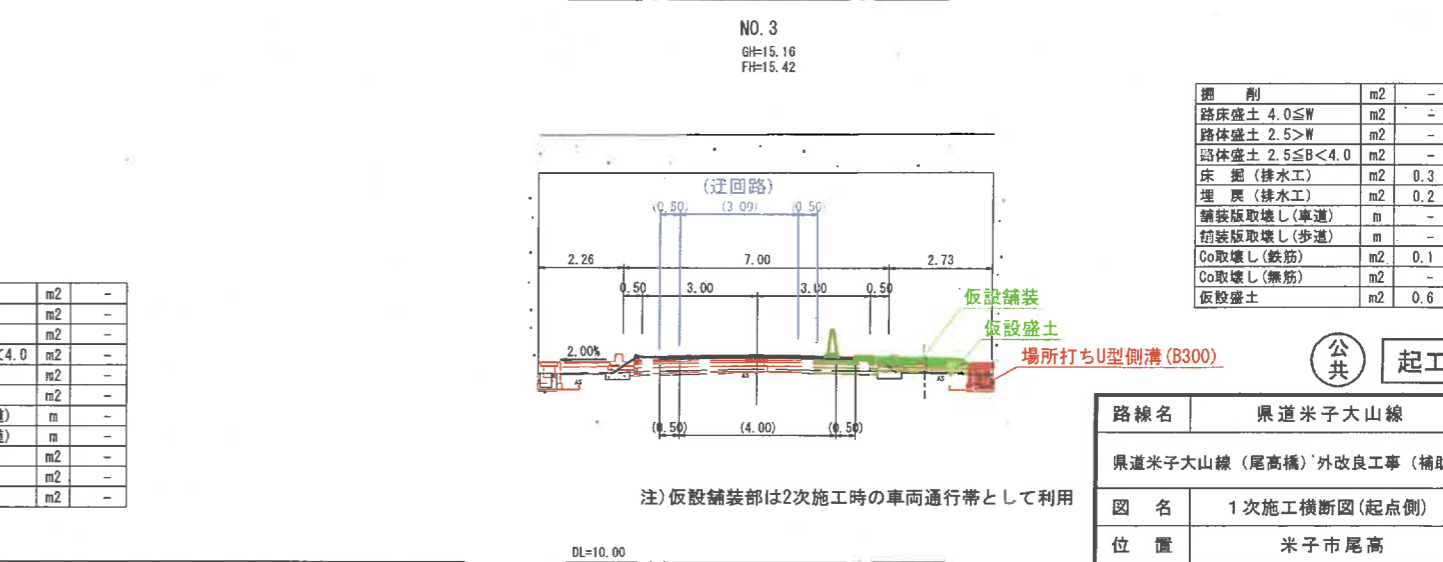 NO. 3
GH=15.16
FH=15.42
掘 削 m2 -
路床盛土 4.0≦W m2 -
路体盛土 2.5>W m2 -
路体盛土 2.5≦B<4.0 m2 -
床 掘 (排水工) m2 0.3
埋 戻 (排水工) m2 0.2
舗装版取壊し(車道) m -
舗装版取壊し(歩道) m -
Co取壊し(鉄筋) m2 0.1
Co取壊し(無筋) m2 -
仮設盛土 m2 0.6
(迂回路)
(0.50) (3.00) (0.50)
2.26 7.00 2.73
0.50 3.00 3.00 0.50
仮設舗装
仮設盛土
場所打ちU型側溝(B300)
2.00%
AS AS AS
(0.50) (4.00) (0.50)
注)仮設舗装部は2次施工時の車両通行帯として利用
DL=10.00
m2 -
m2 -
m2 -
<4.0 m2 -
m2 -
m2 -
) m -
) m -
m2 -
m2 -
m2 -
公共
起工
路線名 県道米子大山線
県道米子大山線(尾高橋)外改良工事(補助
図 名 1次施工横断図(起点側)
位 置 米子市尾高